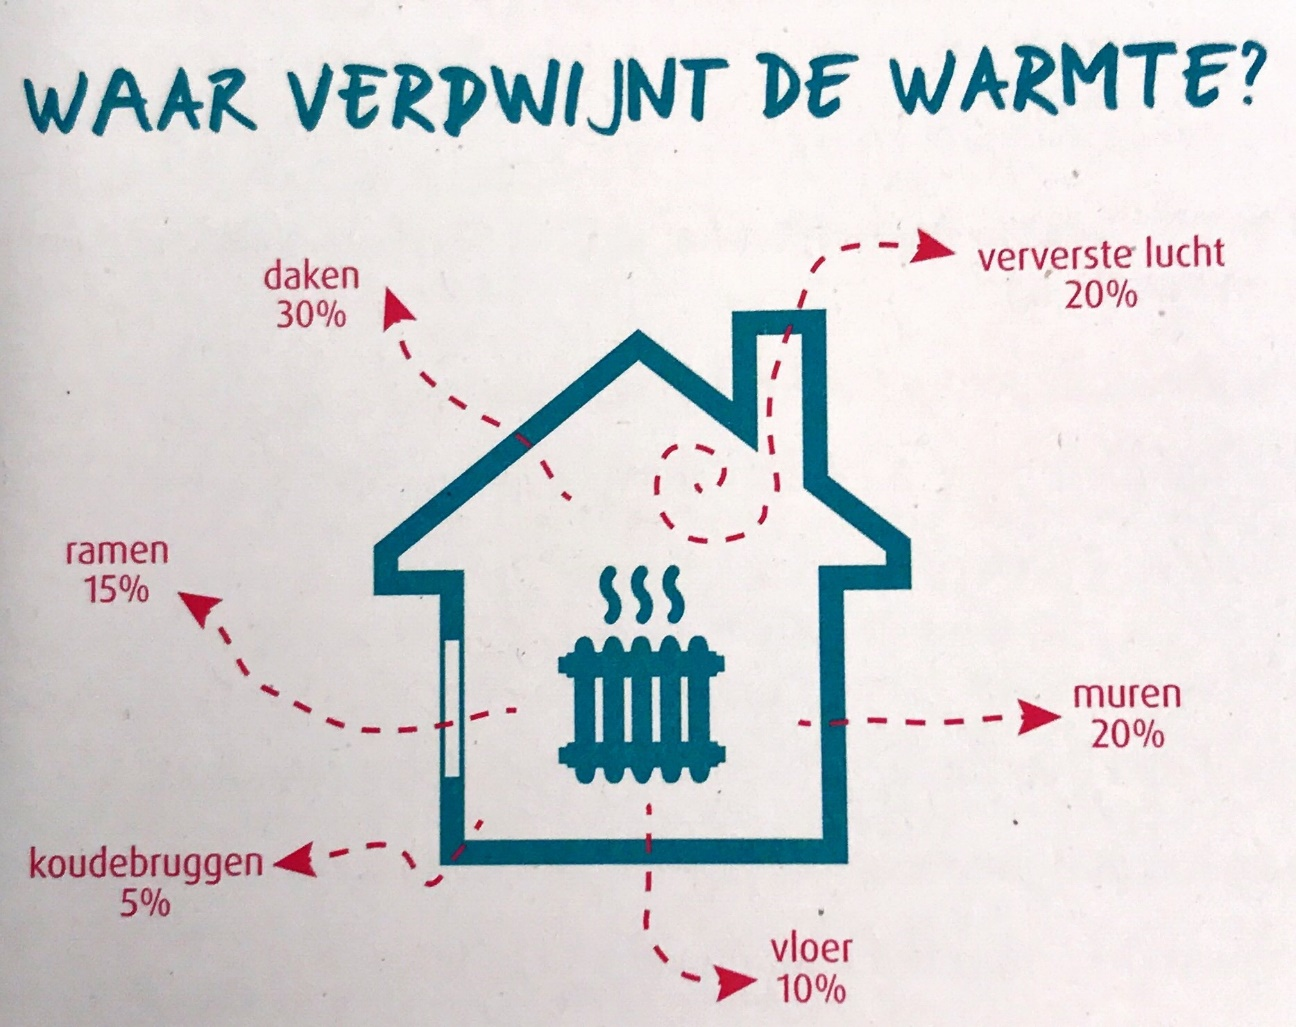 WAAR VERDWIJNT DE WARMTE?
ververste lucht
20%
daken
30%
ramen
15%
muren
20%
koudebruggen
5%
vloer
10%